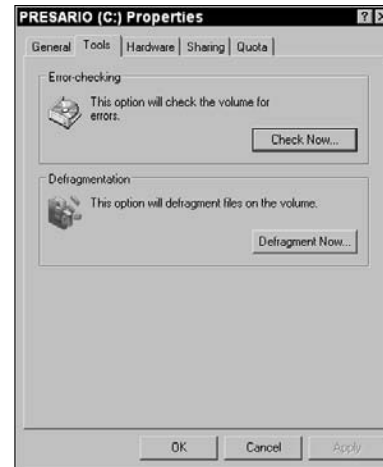 PRESARIO (C:) Properties
General Tools Hardware Sharing Quota
Error-checking
This option will check the volume for
errors.
Check Now...
Defragmentation
This option will defragment files on the volume.
Defragment Now...
OK Cancel Apply